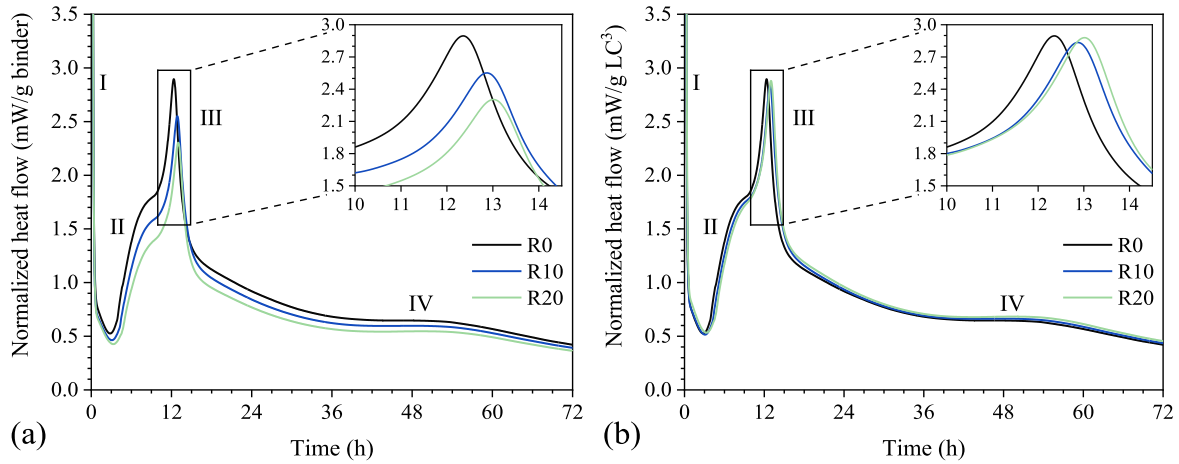 3.5
3.0
2.5
2.0
1.5
1.0
0.5
0.0
Normalized heat flow (mW/g binder)
I
II
III
IV
3.0
2.7
2.4
2.1
1.8
1.5
10 11 12 13 14
R0
R10
R20
0 12 24 36 48 60 72
Time (h)
(a)
3.5
3.0
2.5
2.0
1.5
1.0
0.5
0.0
Normalized heat flow (mW/g LC³)
I
II
III
IV
3.0
2.7
2.4
2.1
1.8
1.5
10 11 12 13 14
R0
R10
R20
0 12 24 36 48 60 72
Time (h)
(b)